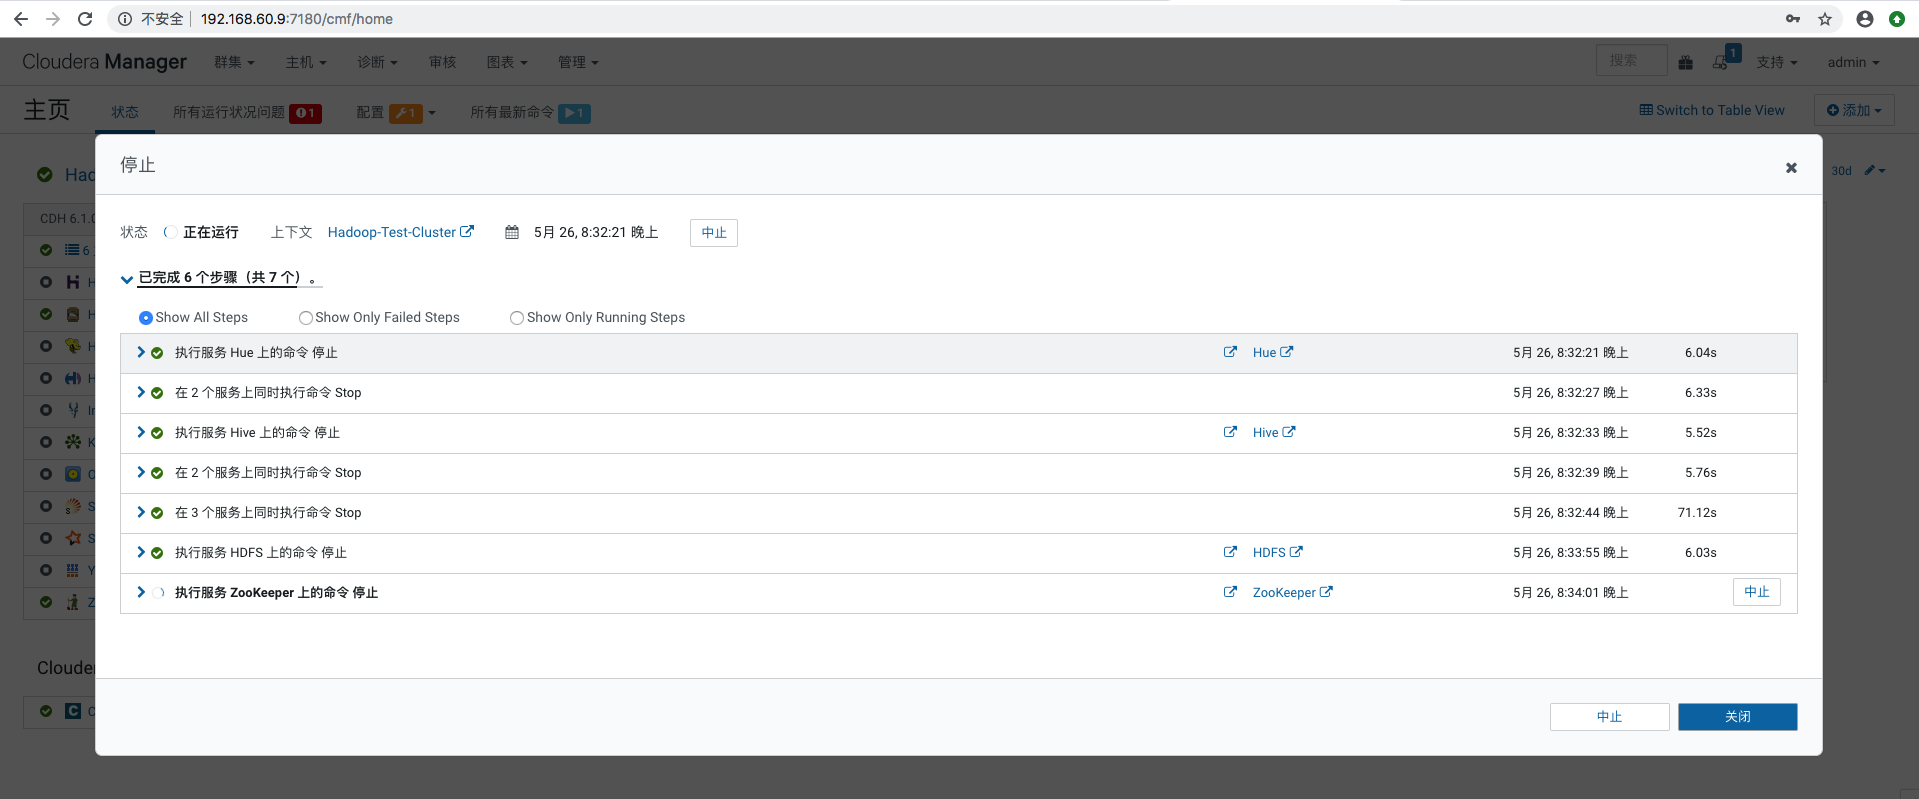 不安全 192.168.60.9:7180/cmf/home
Cloudera Manager 群集 主机 诊断 审核 图表 管理 搜索 1 支持 admin
主页 状态 所有运行状况问题 1 配置 1 所有最新命令 1 Switch to Table View 添加
停止
Had 30d
CDH 6.1.0
状态 正在运行 上下文 Hadoop-Test-Cluster 5月 26, 8:32:21 晚上 中止
6
已完成 6 个步骤（共 7 个）。
H
Show All Steps Show Only Failed Steps Show Only Running Steps
H
执行服务 Hue 上的命令 停止 Hue 5月 26, 8:32:21 晚上 6.04s
H
在 2 个服务上同时执行命令 Stop 5月 26, 8:32:27 晚上 6.33s
H
In
执行服务 Hive 上的命令 停止 Hive 5月 26, 8:32:33 晚上 5.52s
K
在 2 个服务上同时执行命令 Stop 5月 26, 8:32:39 晚上 5.76s
O
在 3 个服务上同时执行命令 Stop 5月 26, 8:32:44 晚上 71.12s
S
S
执行服务 HDFS 上的命令 停止 HDFS 5月 26, 8:33:55 晚上 6.03s
Y
执行服务 ZooKeeper 上的命令 停止 ZooKeeper 5月 26, 8:34:01 晚上 中止
Z
Cloude
C C
中止 关闭